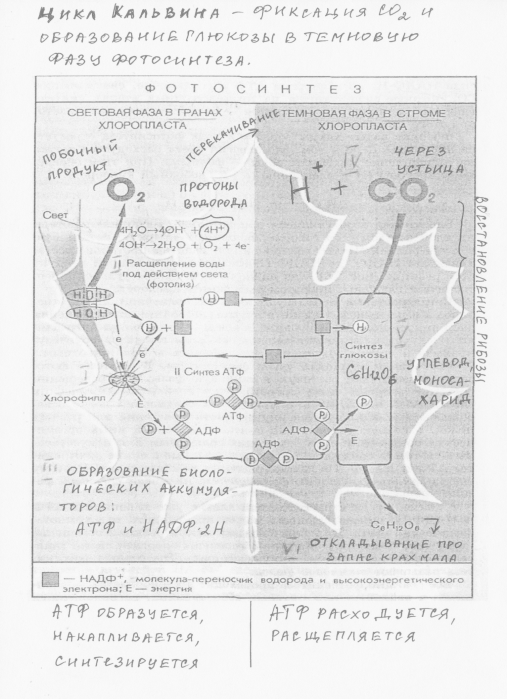 Цикл Кальвина – фиксация CO₂ и
образование глюкозы в темновую
фазу фотосинтеза.
ФОТОСИНТЕЗ
СВЕТОВАЯ ФАЗА В ГРАНАХ
ХЛОРОПЛАСТА
ТЕМНОВАЯ ФАЗА В СТРОМЕ
ХЛОРОПЛАСТА
ПЕРЕКАЧИВАНИЕ
ПОБОЧНЫЙ
ПРОДУКТ
O₂
ПРОТОНЫ
ВОДОРОДА
H⁺ + CO₂
IV
ЧЕРЕЗ
УСТЬИЦА
Свет
4H₂O→4OH⁻ + 4H⁺
4OH⁻→2H₂O + O₂ + 4e⁻
II Расщепление воды
под действием света
(фотолиз)
ВОССТАНОВЛЕНИЕ РИБОЗЫ
H O H
H O H
H
+
H
H
e
e
V
Синтез
глюкозы
C₆H₁₂O₆
УГЛЕВОД,
МОНОСА-
ХАРИД
I
Хлорофилл
II Синтез АТФ
E
P
+
P
АДФ
P
P
P
P
АТФ
P
АДФ
P
P
АДФ
P
P
P
E
III
ОБРАЗОВАНИЕ БИОЛО-
ГИЧЕСКИХ АККУМУЛЯ-
ТОРОВ:
АТФ и НАДФ·2Н
C₆H₁₂O₆
VI ОТКЛАДЫВАНИЕ ПРО
ЗАПАС КРАХМАЛА
— НАДФ⁺, молекула-переносчик водорода и высокоэнергетического
электрона; E — энергия
АТФ ОБРАЗУЕТСЯ,
НАКАПЛИВАЕТСЯ,
СИНТЕЗИРУЕТСЯ
АТФ РАСХОДУЕТСЯ,
РАСЩЕПЛЯЕТСЯ